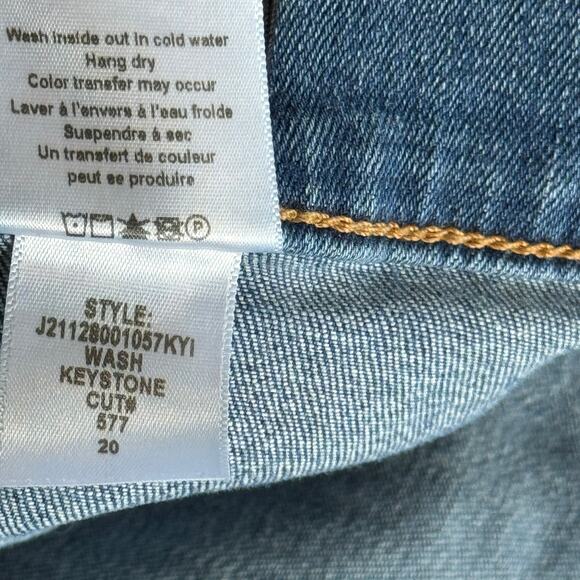 Wash inside out in cold water
Hang dry
Color transfer may occur
Laver à l'envers à l'eau froide
Suspendre à sec
Un transfert de couleur
peut se produire
P
STYLE:
J21128001057KYI
WASH
KEYSTONE
CUT#
577
20